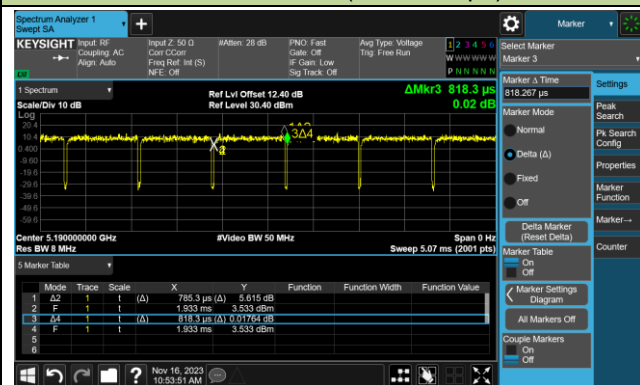 Spectrum Analyzer 1
Swept SA
Marker
KEYSIGHT
Input: RF
Coupling: AC
Align: Auto
Input Z: 50 Ω
Corr CCorr
Freq Ref: Int (S)
NFE: Off
#Atten: 28 dB
PNO: Fast
Gate: Off
IF Gain: Low
Sig Track: Off
Avg Type: Voltage
Trig: Free Run
1 2 3 4 5 6
W W W W W W
P N N N N N
Select Marker
Marker 3
Marker Δ Time
818.267 µs
Marker Mode
Normal
Delta (Δ)
Fixed
Off
Delta Marker
(Reset Delta)
Marker Table
On
Off
Marker Settings
Diagram
All Markers Off
Couple Markers
On
Off
Settings
Peak
Search
Pk Search
Config
Properties
Marker
Function
Marker→
Counter
1 Spectrum
Scale/Div 10 dB
Log
Ref Lvl Offset 12.40 dB
Ref Level 30.40 dBm
ΔMkr3 818.3 µs
0.02 dB
20.4
10.4
0.400
-9.60
-19.6
-29.6
-39.6
-49.6
-59.6
3Δ4
Center 5.190000000 GHz
Res BW 8 MHz
#Video BW 50 MHz
Span 0 Hz
Sweep 5.07 ms (2001 pts)
5 Marker Table
Mode Trace Scale X Y Function Function Width Function Value
1 Δ2 1 t (Δ) 785.3 µs (Δ) 5.615 dB
2 F 1 t 1.933 ms 3.533 dBm
3 Δ4 1 t (Δ) 818.3 µs (Δ) 0.01764 dB
4 F 1 t 1.933 ms 3.533 dBm
5
6
?
Nov 16, 2023
10:53:51 AM